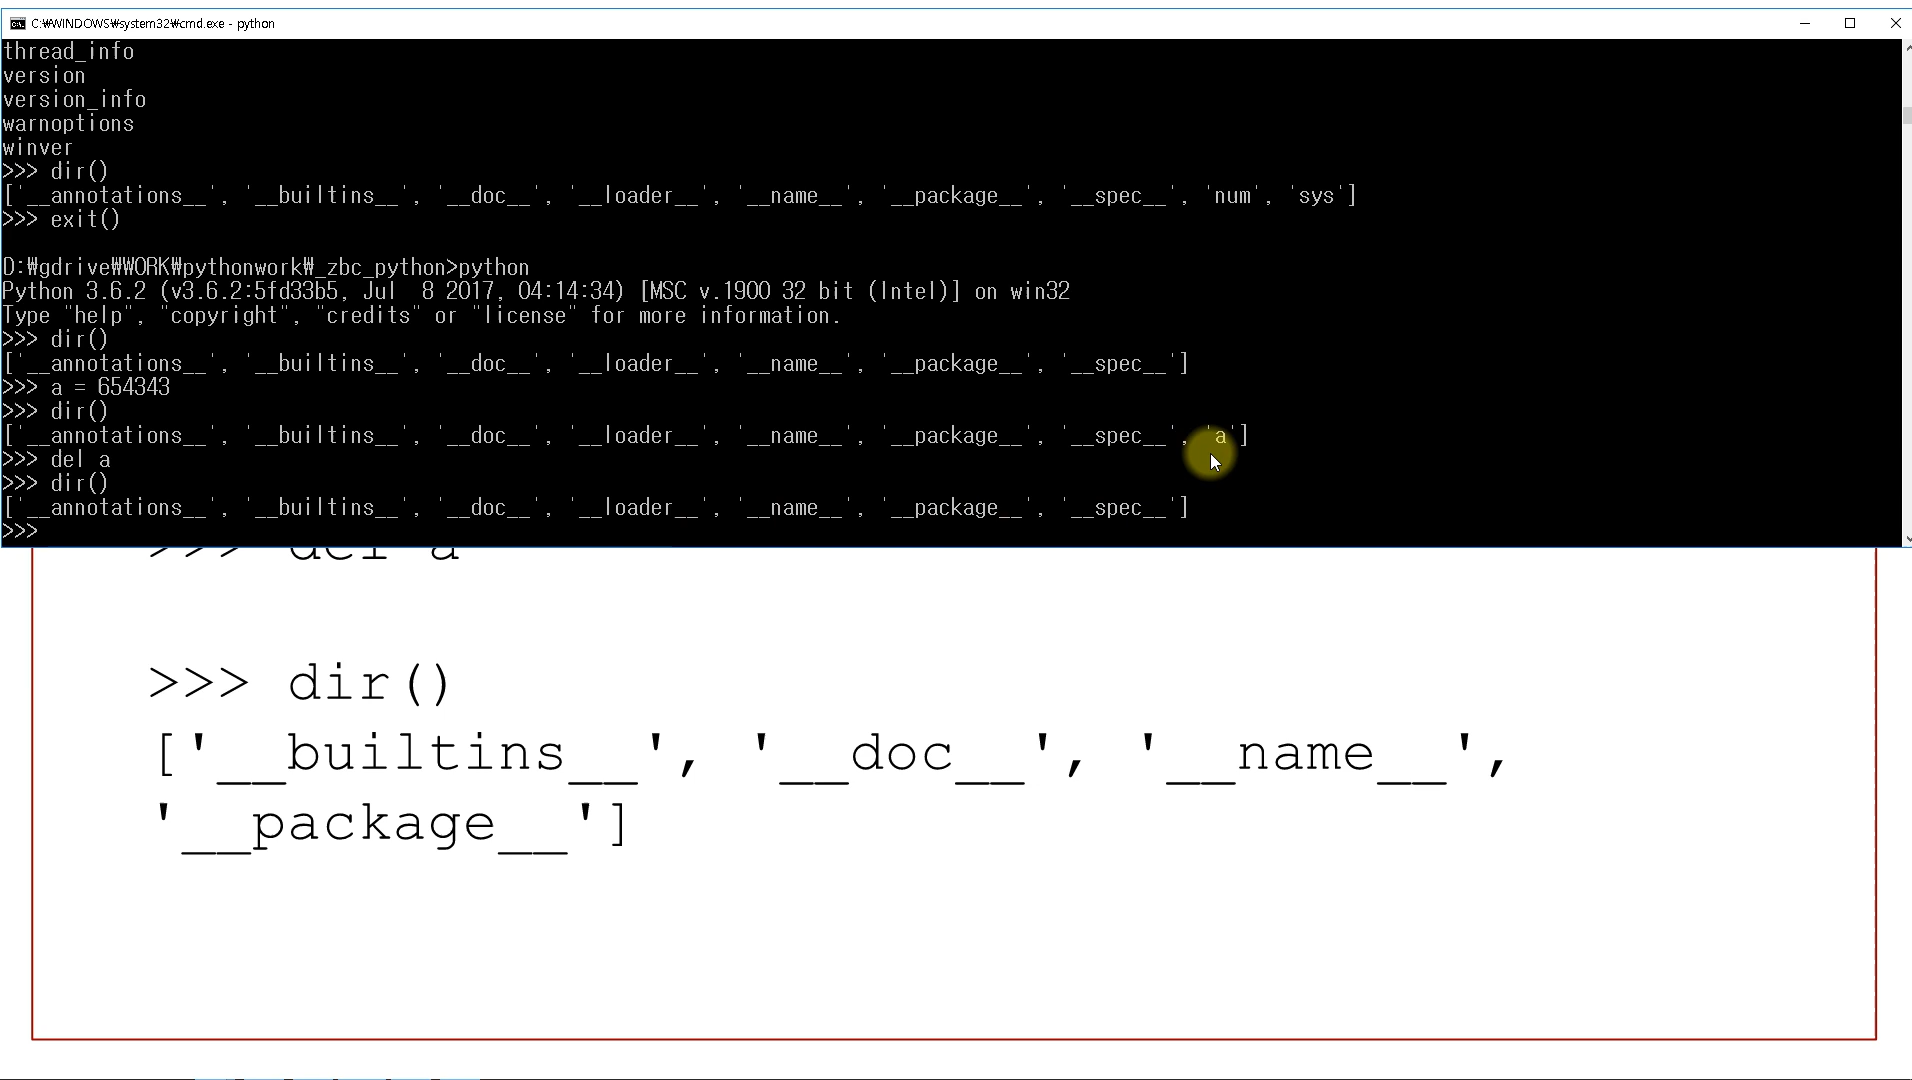 C:₩WINDOWS₩system32₩cmd.exe - python
thread_info
version
version_info
warnoptions
winver
>>> dir()
['__annotations__', '__builtins__', '__doc__', '__loader__', '__name__', '__package__', '__spec__', 'num', 'sys']
>>> exit()
D:₩gdrive₩WORK₩pythonwork₩_zbc_python>python
Python 3.6.2 (v3.6.2:5fd33b5, Jul  8 2017, 04:14:34) [MSC v.1900 32 bit (Intel)] on win32
Type "help", "copyright", "credits" or "license" for more information.
>>> dir()
['__annotations__', '__builtins__', '__doc__', '__loader__', '__name__', '__package__', '__spec__']
>>> a = 654343
>>> dir()
['__annotations__', '__builtins__', '__doc__', '__loader__', '__name__', '__package__', '__spec__', 'a']
>>> del a
>>> dir()
['__annotations__', '__builtins__', '__doc__', '__loader__', '__name__', '__package__', '__spec__']
>>>
>>> del a
>>> dir()
['__builtins__', '__doc__', '__name__',
'__package__']